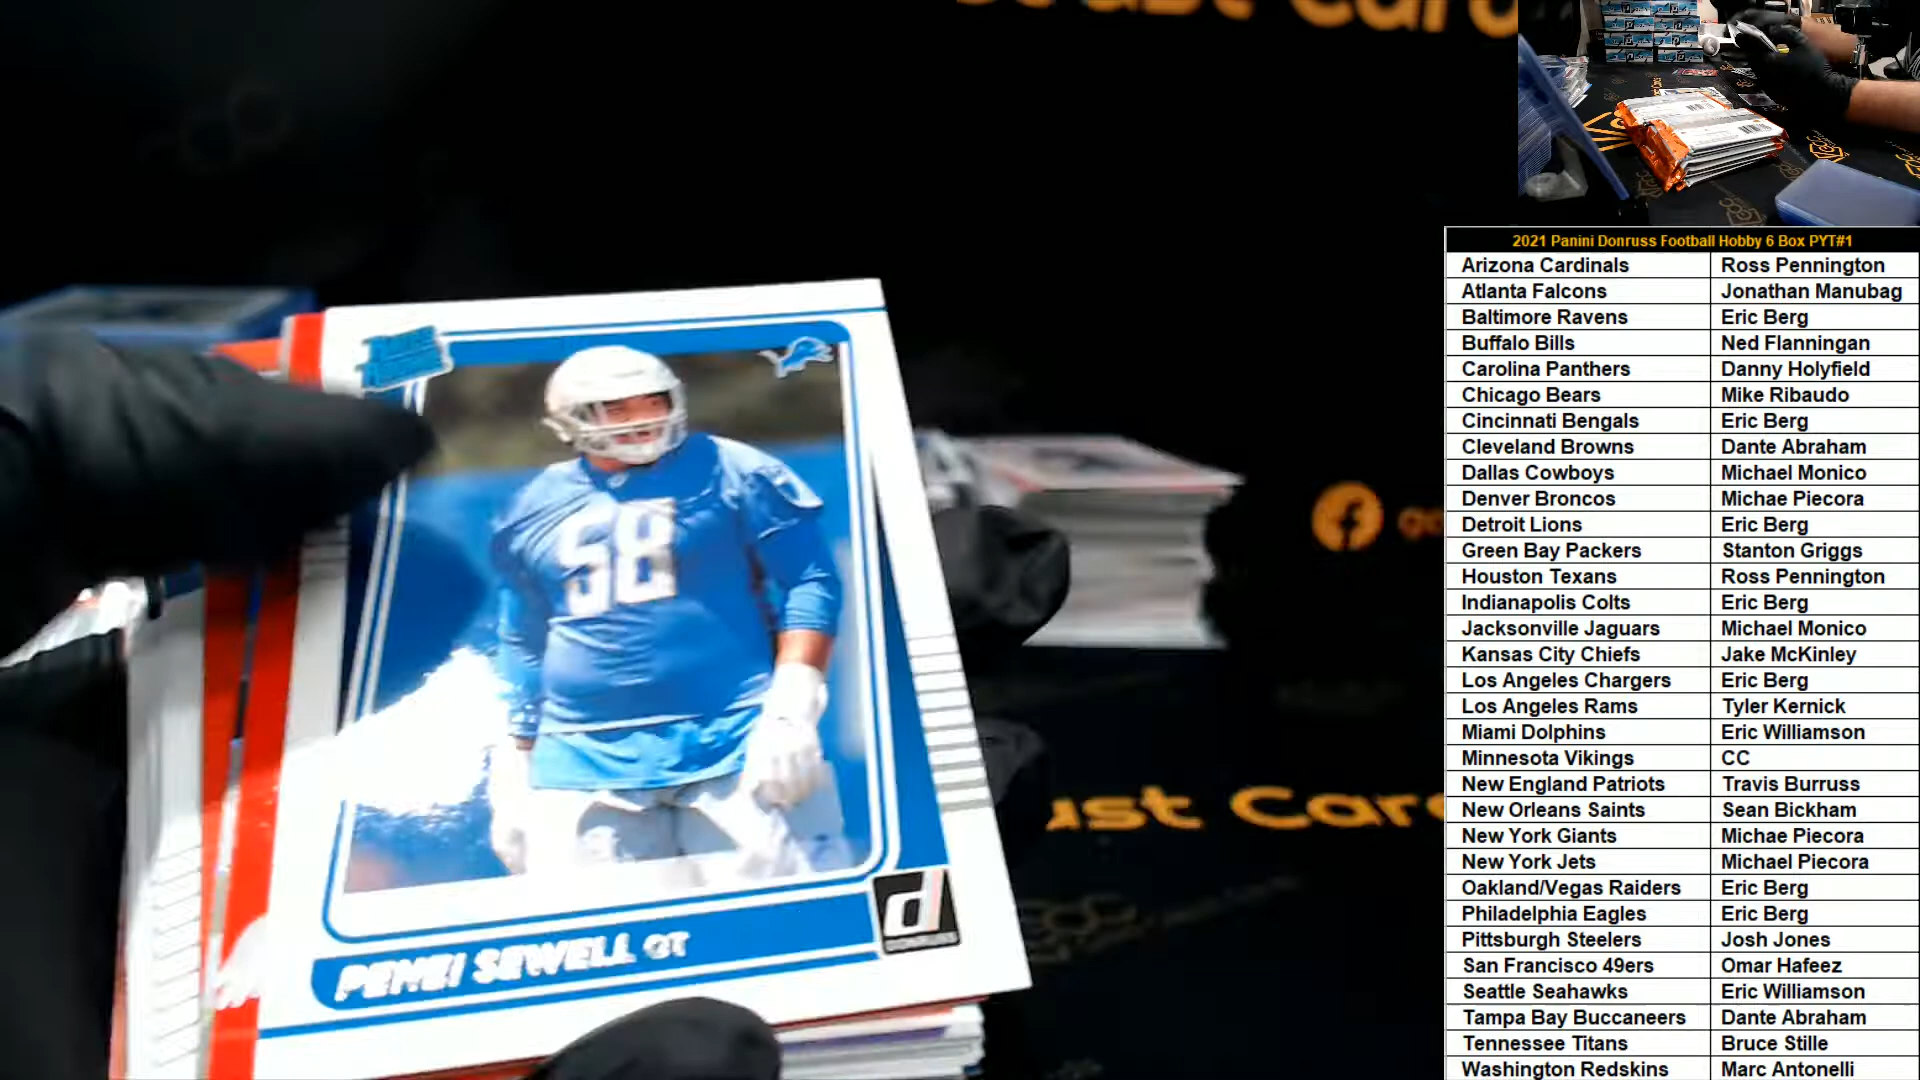 ust Card
2021 Panini Donruss Football Hobby 6 Box PYT#1
Arizona Cardinals Ross Pennington
Atlanta Falcons Jonathan Manubag
Baltimore Ravens Eric Berg
Buffalo Bills Ned Flanningan
Carolina Panthers Danny Holyfield
Chicago Bears Mike Ribaudo
Cincinnati Bengals Eric Berg
Cleveland Browns Dante Abraham
Dallas Cowboys Michael Monico
Denver Broncos Michae Piecora
Detroit Lions Eric Berg
Green Bay Packers Stanton Griggs
Houston Texans Ross Pennington
Indianapolis Colts Eric Berg
Jacksonville Jaguars Michael Monico
Kansas City Chiefs Jake McKinley
Los Angeles Chargers Eric Berg
Los Angeles Rams Tyler Kernick
Miami Dolphins Eric Williamson
Minnesota Vikings CC
New England Patriots Travis Burruss
New Orleans Saints Sean Bickham
New York Giants Michae Piecora
New York Jets Michael Piecora
Oakland/Vegas Raiders Eric Berg
Philadelphia Eagles Eric Berg
Pittsburgh Steelers Josh Jones
San Francisco 49ers Omar Hafeez
Seattle Seahawks Eric Williamson
Tampa Bay Buccaneers Dante Abraham
Tennessee Titans Bruce Stille
Washington Redskins Marc Antonelli
58
d
DONRUSS
PENEI SEWELL OT
ust Car